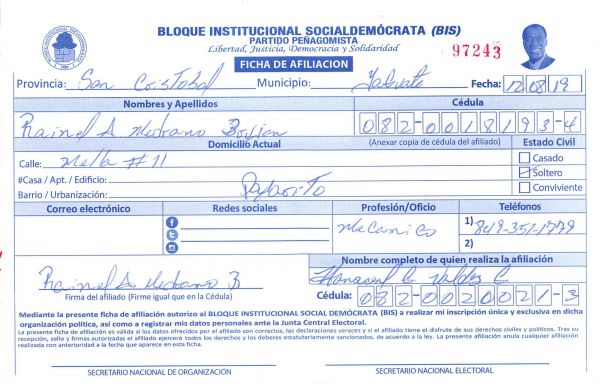 BLOQUE INSTITUCIONAL SOCIALDEMÓCRATA (BIS)
PARTIDO PEÑAGOMISTA
Libertad, Justicia, Democracia y Solidaridad
97243
FICHA DE AFILIACION
Provincia: San Cristobal Municipio: Yaguate Fecha: 12 08 19
Nombres y Apellidos Cédula
Rainel A Medrano 082-0018193-4
Domicilio Actual (Anexar copia de cédula del afiliado) Estado Civil
Calle: Mella # 11 Casado
#Casa / Apt. / Edificio: Soltero
Barrio / Urbanización: Conviviente
Correo electrónico Redes sociales Profesión/Oficio Teléfonos
MeCaniCo 1) 849-351-1779
2)
Nombre completo de quien realiza la afiliación
Rainel A Medrano B Valdez C
Firma del afiliado (Firme igual que en la Cédula) Cédula: 082-0020021-3
Mediante la presente ficha de afiliación autorizo al BLOQUE INSTITUCIONAL SOCIAL DEMÓCRATA (BIS) a realizar mi inscripción única y exclusiva en dicha
organización política, así como a registrar mis datos personales ante la Junta Central Electoral.
La presente ficha de afiliación es válida si los datos ofrecidos por el afiliado son correctos, las declaraciones veraces y si el afiliado tiene el disfrute de sus derechos civiles y políticos. Tras su
recepción, sello y firmas autorizadas el afiliado ejercerá todos los derechos y los deberes estatutariamente sancionados, de acuerdo a la ley. La presente afiliación anula cualquier afiliación
realizada con anterioridad a la fecha que aparece en esta ficha.
SECRETARIO NACIONAL DE ORGANIZACIÓN SECRETARIO NACIONAL ELECTORAL